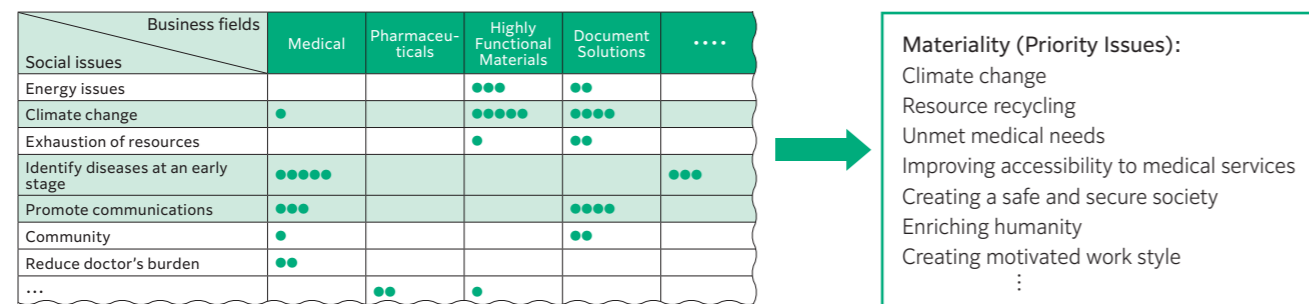 Business fields
Social issues
Medical
Pharmaceu-
ticals
Highly
Functional
Materials
Document
Solutions
····
Energy issues
Climate change
Exhaustion of resources
Identify diseases at an early
stage
Promote communications
Community
Reduce doctor's burden
…
Materiality (Priority Issues):
Climate change
Resource recycling
Unmet medical needs
Improving accessibility to medical services
Creating a safe and secure society
Enriching humanity
Creating motivated work style
⋮